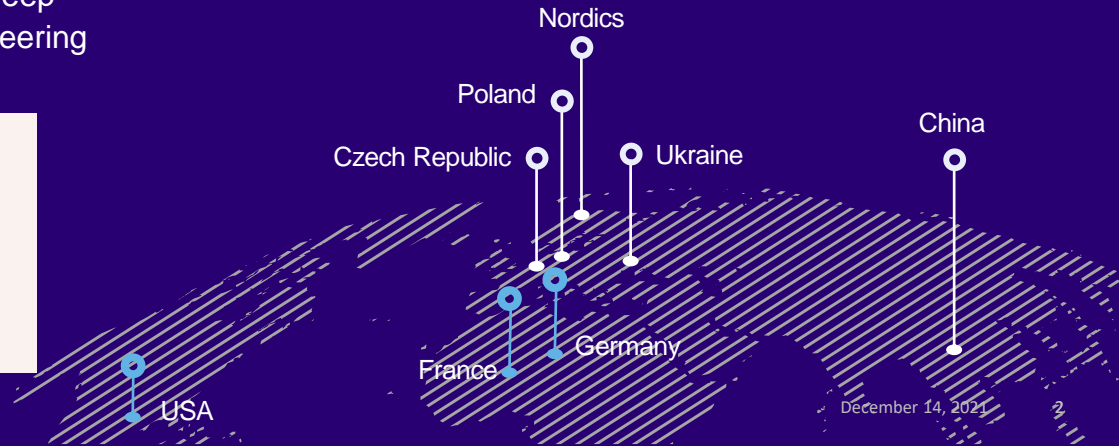 eering
Nordics
Poland
China
Czech Republic
Ukraine
Germany
France
USA
December 14, 2021
2